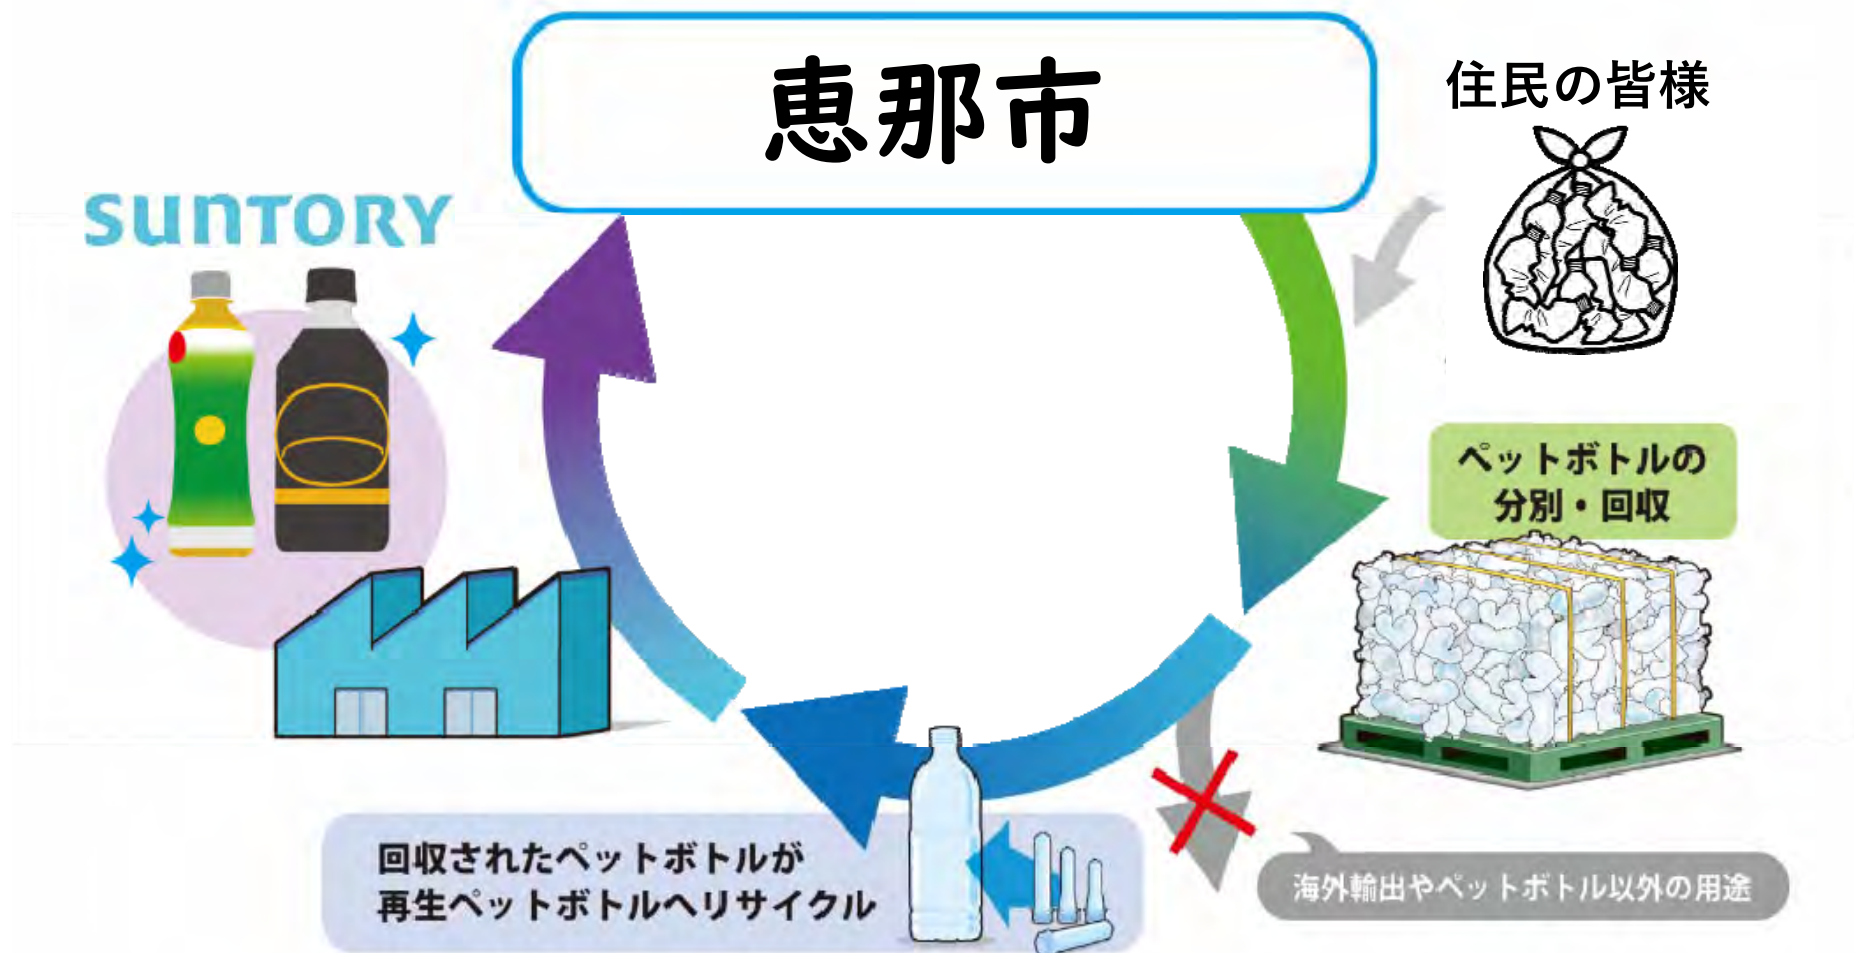 恵那市
住民の皆様
SUNTORY
ペットボトルの
分別・回収
回収されたペットボトルが
再生ペットボトルへリサイクル
海外輸出やペットボトル以外の用途